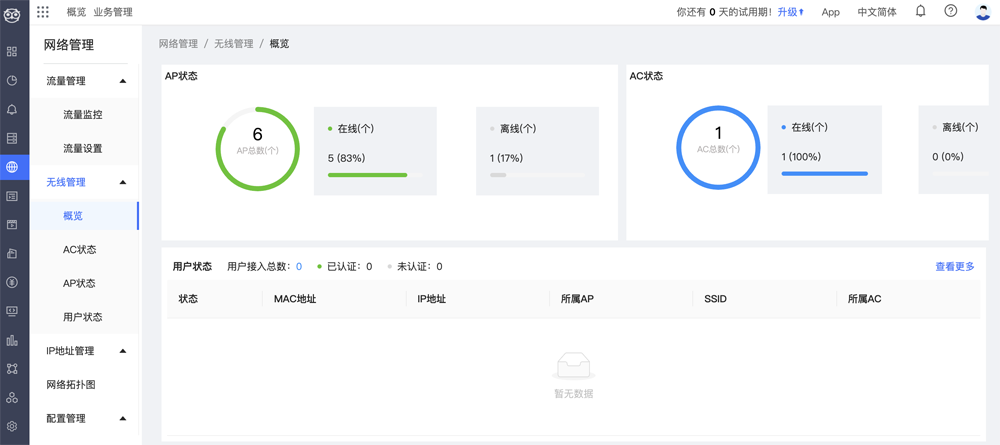 概览 业务管理 你还有 0 天的试用期! 升级 App 中文简体
网络管理
流量管理
流量监控
流量设置
无线管理
概览
AC状态
AP状态
用户状态
IP地址管理
网络拓扑图
配置管理
网络管理 / 无线管理 / 概览
AP状态
6
AP总数(个)
在线(个)
5 (83%)
离线(个)
1 (17%)
AC状态
1
AC总数(个)
在线(个)
1 (100%)
离线(个)
0 (0%)
用户状态 用户接入总数: 0 已认证: 0 未认证: 0 查看更多
状态 MAC地址 IP地址 所属AP SSID 所属AC
暂无数据